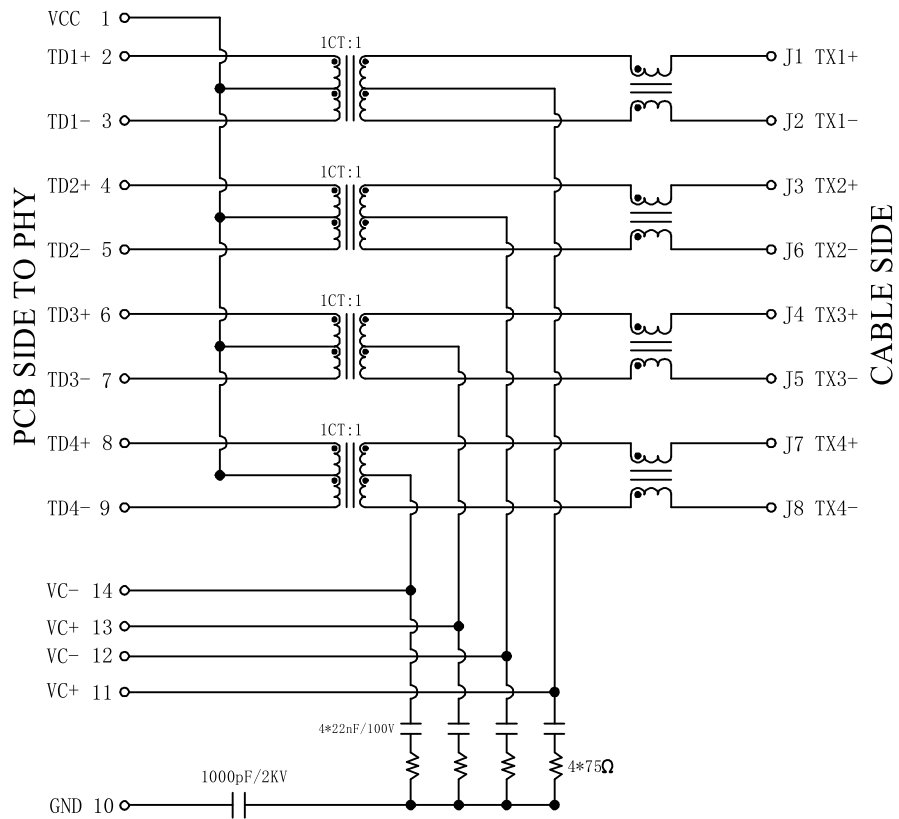 VCC 1
1CT:1
TD1+ 2
J1 TX1+
TD1- 3
J2 TX1-
1CT:1
TD2+ 4
J3 TX2+
TD2- 5
J6 TX2-
PCB SIDE TO PHY
CABLE SIDE
1CT:1
TD3+ 6
J4 TX3+
TD3- 7
J5 TX3-
1CT:1
TD4+ 8
J7 TX4+
TD4- 9
J8 TX4-
VC- 14
VC+ 13
VC- 12
VC+ 11
4*22nF/100V
4*75Ω
1000pF/2KV
GND 10